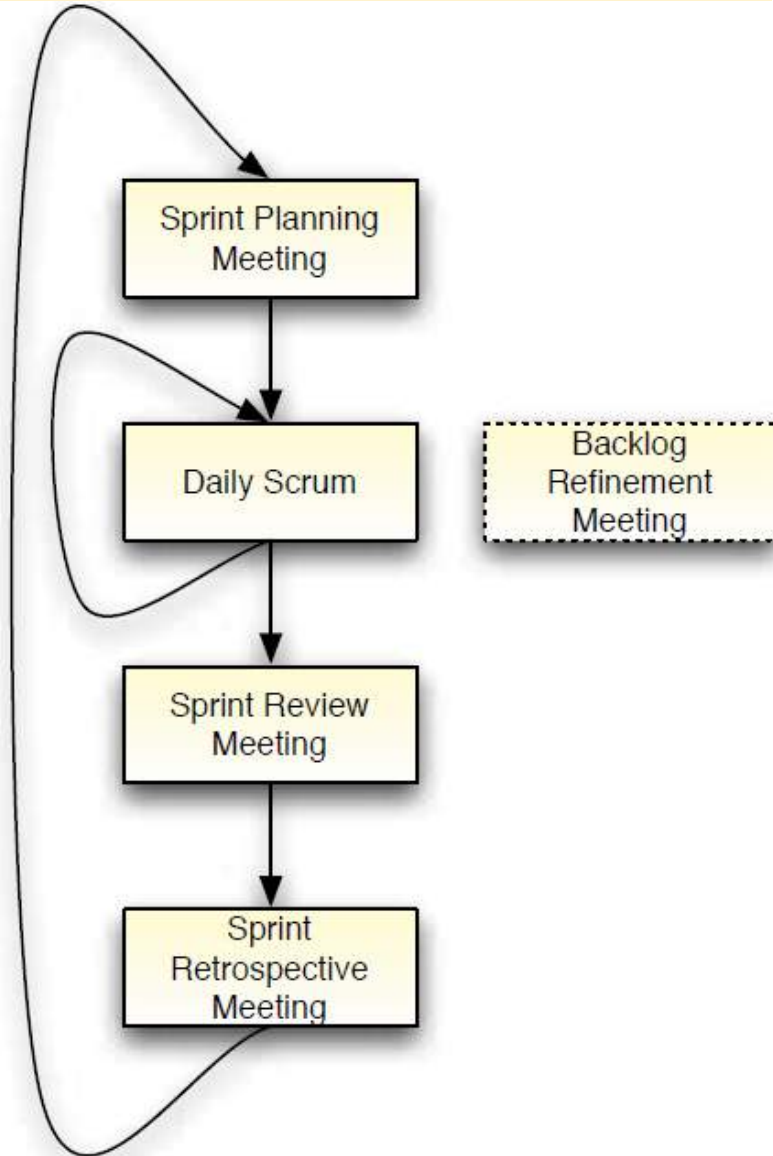 Sprint Planning
Meeting
Daily Scrum
Backlog
Refinement
Meeting
Sprint Review
Meeting
Sprint
Retrospective
Meeting